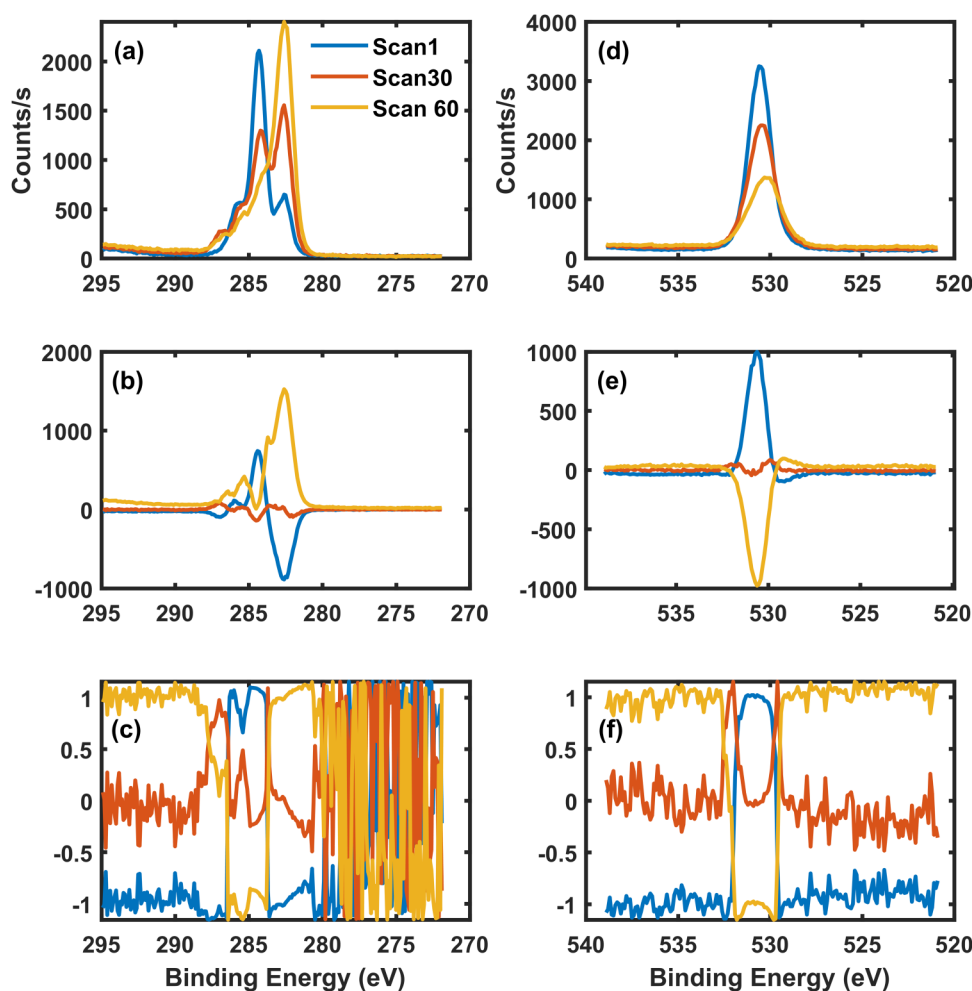 (a)
Scan1
Scan30
Scan 60
Counts/s
2000
1500
1000
500
0
295 290 285 280 275 270
(d)
Counts/s
4000
3000
2000
1000
0
540 535 530 525 520
(b)
2000
1000
0
-1000
295 290 285 280 275 270
(e)
1000
500
0
-500
-1000
535 530 525 520
(c)
1
0.5
0
-0.5
-1
295 290 285 280 275 270
Binding Energy (eV)
(f)
1
0.5
0
-0.5
-1
540 535 530 525 520
Binding Energy (eV)